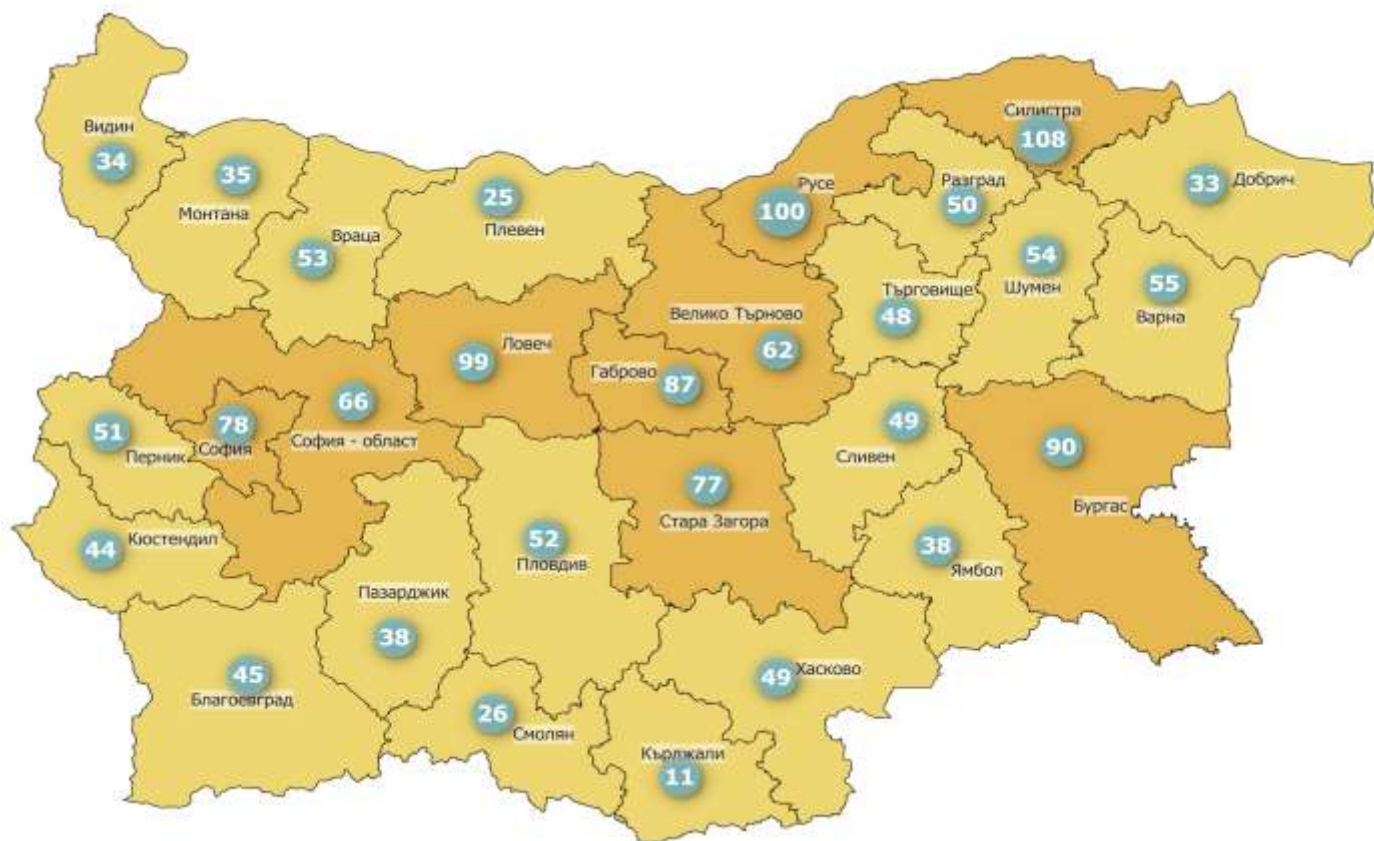 Видин
34
35
Монтана
Враца
53
25
Плевен
Силистра
108
Русе
100
Разград
50
33
Добрич
54
Шумен
55
Варна
Търговище
48
Велико Търново
62
Ловеч
99
Габрово
87
66
София - област
78
София
51
Перник
Кюстендил
44
49
Сливен
90
Бургас
77
Стара Загора
52
Пловдив
38
Ямбол
Пазарджик
38
45
Благоевград
26
Смолян
49
Хасково
Кърджали
11